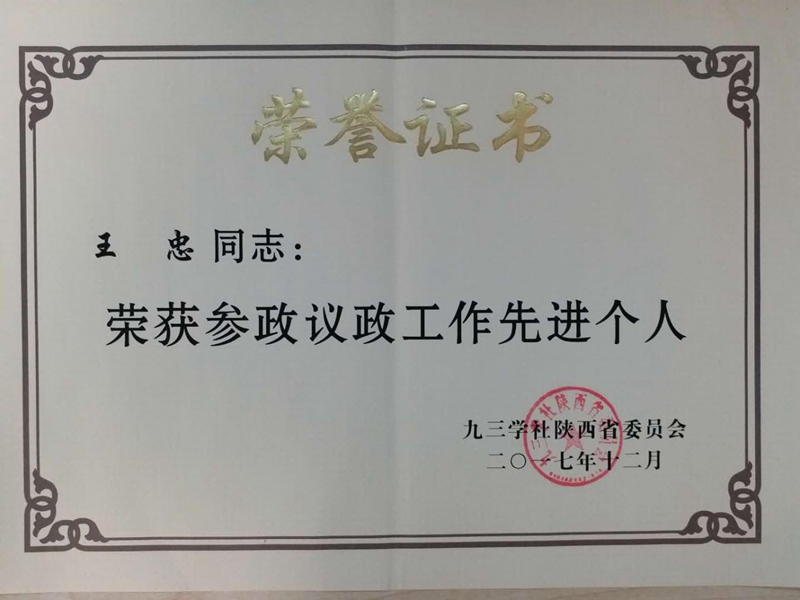 荣誉证书
王 忠 同志：
荣获参政议政工作先进个人
九三学社陕西省委员会
二〇一七年十二月